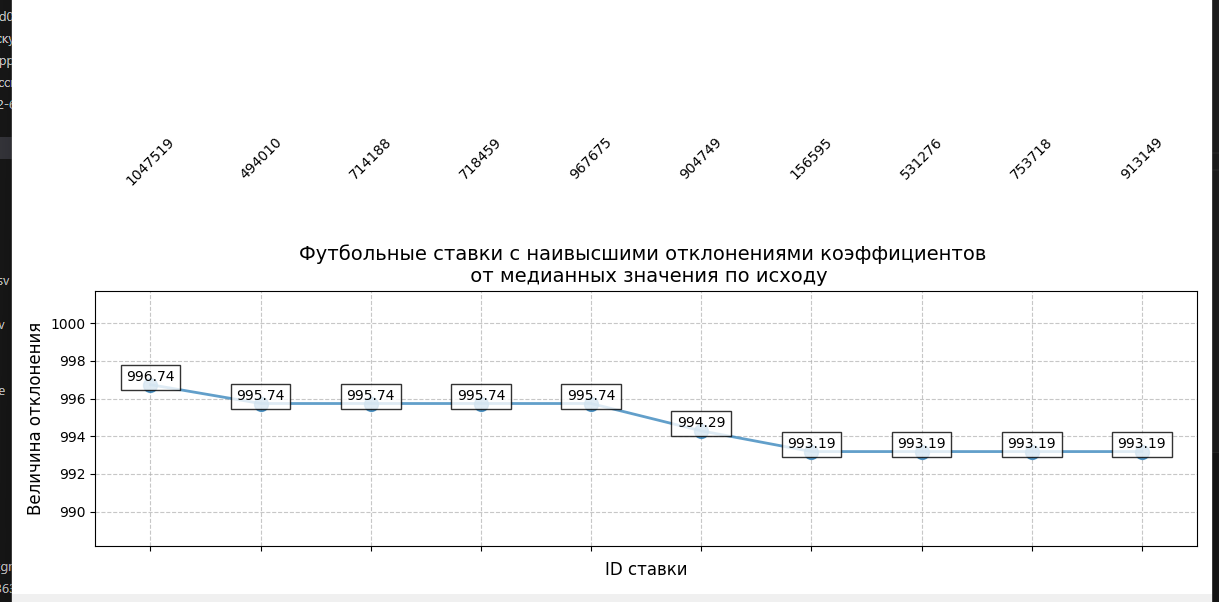 1047519 494010 714188 718459 967675 904749 156595 531276 753718 913149
Футбольные ставки с наивысшими отклонениями коэффициентов
от медианных значения по исходу
Величина отклонения
1000
998
996
994
992
990
996.74 995.74 995.74 995.74 995.74 994.29 993.19 993.19 993.19 993.19
ID ставки